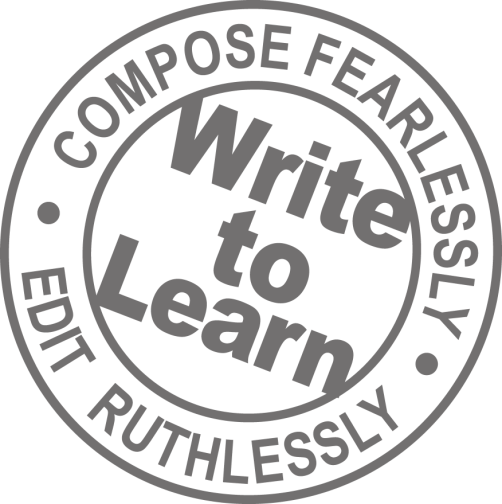 COMPOSE FEARLESSLY
Write
to
Learn
EDIT RUTHLESSLY